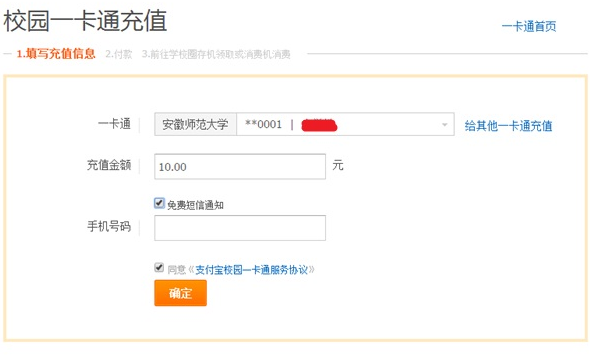 校园一卡通充值
一卡通首页
1.填写充值信息 2.付款 3.前往学校圈存机领取或消费机消费
一卡通 安徽师范大学 **0001 | 给其他一卡通充值
充值金额 10.00 元
免费短信通知
手机号码
同意《支付宝校园一卡通服务协议》
确定